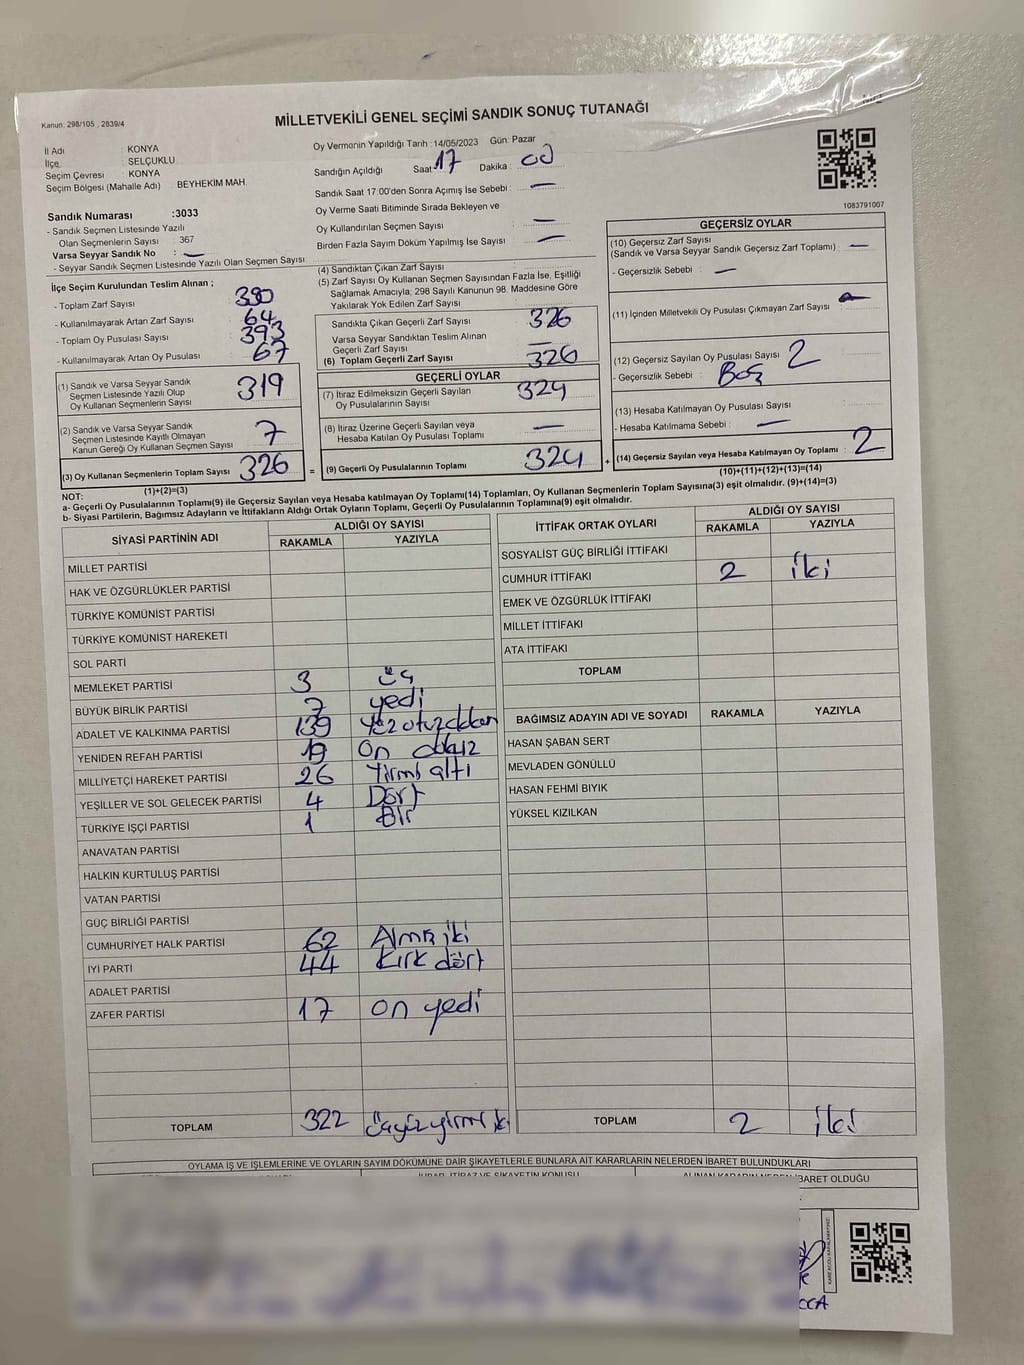 Kanun: 298/105 , 2839/4
MİLLETVEKİLİ GENEL SEÇİMİ SANDIK SONUÇ TUTANAĞI
İl Adı : KONYA
İlçe : SELÇUKLU
Seçim Çevresi : KONYA
Seçim Bölgesi (Mahalle Adı) BEYHEKİM MAH.
Oy Vermenin Yapıldığı Tarih : 14/05/2023 Gün: Pazar
Sandığın Açıldığı Saat : 17 Dakika : 00
Sandık Saat 17:00'den Sonra Açımış İse Sebebi : —
Oy Verme Saati Bitiminde Sırada Bekleyen ve
Oy Kullandırılan Seçmen Sayısı —
Birden Fazla Sayım Döküm Yapılmış İse Sayısı —
1083791007
Sandık Numarası :3033
- Sandık Seçmen Listesinde Yazılı
Olan Seçmenlerin Sayısı : 367
Varsa Seyyar Sandık No : —
- Seyyar Sandık Seçmen Listesinde Yazılı Olan Seçmen Sayısı
İlçe Seçim Kurulundan Teslim Alınan ;
- Toplam Zarf Sayısı : 390
- Kullanılmayarak Artan Zarf Sayısı : 64
- Toplam Oy Pusulası Sayısı : 393
- Kullanılmayarak Artan Oy Pusulası : 67
(1) Sandık ve Varsa Seyyar Sandık
Seçmen Listesinde Yazılı Olup
Oy Kullanan Seçmenlerin Sayısı 319
(2) Sandık ve Varsa Seyyar Sandık
Seçmen Listesinde Kayıtlı Olmayan
Kanun Gereği Oy Kullanan Seçmen Sayısı 7
(3) Oy Kullanan Seçmenlerin Toplam Sayısı 326
(1)+(2)=(3)
(4) Sandıktan Çıkan Zarf Sayısı
(5) Zarf Sayısı Oy Kullanan Seçmen Sayısından Fazla İse, Eşitliği
Sağlamak Amacıyla; 298 Sayılı Kanunun 98. Maddesine Göre
Yakılarak Yok Edilen Zarf Sayısı
Sandıkta Çıkan Geçerli Zarf Sayısı 326
Varsa Seyyar Sandıktan Teslim Alınan
Geçerli Zarf Sayısı —
(6) Toplam Geçerli Zarf Sayısı 326
GEÇERLİ OYLAR
(7) İtiraz Edilmeksizin Geçerli Sayılan
Oy Pusulalarının Sayısı 324
(8) İtiraz Üzerine Geçerli Sayılan veya
Hesaba Katılan Oy Pusulası Toplamı —
= (9) Geçerli Oy Pusulalarının Toplamı 324 +
GEÇERSİZ OYLAR
(10) Geçersiz Zarf Sayısı
(Sandık ve Varsa Seyyar Sandık Geçersiz Zarf Toplamı) : —
- Geçersizlik Sebebi : —
(11) İçinden Milletvekili Oy Pusulası Çıkmayan Zarf Sayısı
(12) Geçersiz Sayılan Oy Pusulası Sayısı : 2
- Geçersizlik Sebebi : Boş
(13) Hesaba Katılmayan Oy Pusulası Sayısı
- Hesaba Katılmama Sebebi : —
(14) Geçersiz Sayılan veya Hesaba Katılmayan Oy Toplamı : 2
(10)+(11)+(12)+(13)=(14)
NOT:
a- Geçerli Oy Pusulalarının Toplamı(9) ile Geçersiz Sayılan veya Hesaba katılmayan Oy Toplamı(14) Toplamları, Oy Kullanan Seçmenlerin Toplam Sayısına(3) eşit olmalıdır. (9)+(14)=(3)
b- Siyasi Partilerin, Bağımsız Adayların ve İttifakların Aldığı Ortak Oyların Toplamı, Geçerli Oy Pusulalarının Toplamına(9) eşit olmalıdır.
SİYASİ PARTİNİN ADI ALDIĞI OY SAYISI
RAKAMLA YAZIYLA
MİLLET PARTİSİ
HAK VE ÖZGÜRLÜKLER PARTİSİ
TÜRKİYE KOMÜNİST PARTİSİ
TÜRKİYE KOMÜNİST HAREKETİ
SOL PARTİ
MEMLEKET PARTİSİ 3 üç
BÜYÜK BİRLİK PARTİSİ 7 yedi
ADALET VE KALKINMA PARTİSİ 139
YENİDEN REFAH PARTİSİ 19 On dokuz
MİLLİYETÇİ HAREKET PARTİSİ 26 Yirmi altı
YEŞİLLER VE SOL GELECEK PARTİSİ 4 Dört
TÜRKİYE İŞÇİ PARTİSİ 1 Bir
ANAVATAN PARTİSİ
HALKIN KURTULUŞ PARTİSİ
VATAN PARTİSİ
GÜÇ BİRLİĞİ PARTİSİ
CUMHURİYET HALK PARTİSİ 62 Altmış iki
İYİ PARTİ 44 Kırk dört
ADALET PARTİSİ
ZAFER PARTİSİ 17 on yedi
TOPLAM 322 üçyüz yirmi iki
İTTİFAK ORTAK OYLARI ALDIĞI OY SAYISI
RAKAMLA YAZIYLA
SOSYALİST GÜÇ BİRLİĞİ İTTİFAKI
CUMHUR İTTİFAKI 2 iki
EMEK VE ÖZGÜRLÜK İTTİFAKI
MİLLET İTTİFAKI
ATA İTTİFAKI
TOPLAM
BAĞIMSIZ ADAYIN ADI VE SOYADI RAKAMLA YAZIYLA
HASAN ŞABAN SERT
MEVLADEN GÖNÜLLÜ
HASAN FEHMİ BIYIK
YÜKSEL KIZILKAN
TOPLAM 2 iki
OYLAMA İŞ VE İŞLEMLERİNE VE OYLARIN SAYIM DÖKÜMÜNE DAİR ŞİKAYETLERLE BUNLARA AİT KARARLARIN NELERDEN İBARET BULUNDUKLARI
İTİRAZ VE ŞİKAYETİN KONUSU ALINAN KARARIN NEDEN İBARET OLDUĞU